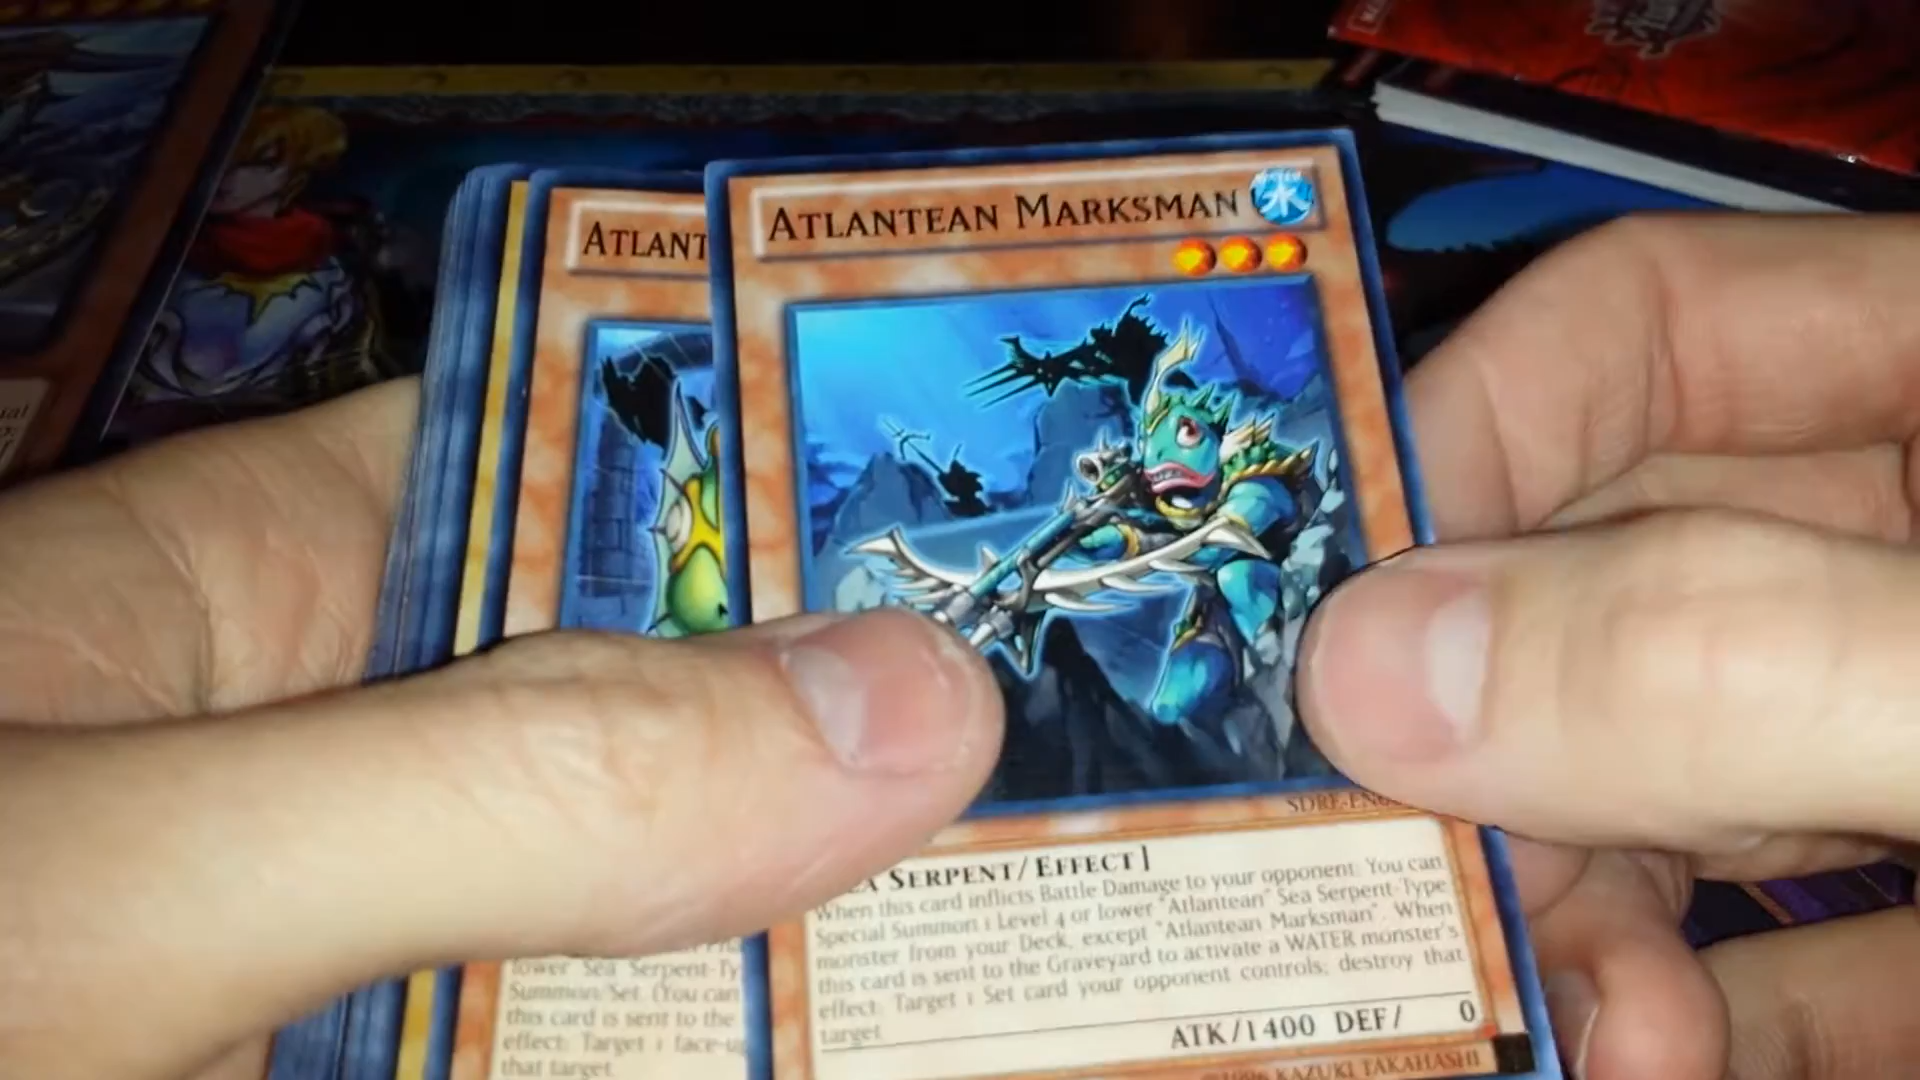 ATLANTEAN MARKSMAN
水
ATLANT
SDRE-EN0
SERPENT/EFFECT]
When this card inflicts Battle Damage to your opponent: You can
Special Summon 1 Level 4 or lower "Atlantean" Sea Serpent-Type
monster from your Deck, except "Atlantean Marksman". When
this card is sent to the Graveyard to activate a WATER monster's
effect: Target 1 Set card your opponent controls; destroy that
target.
ATK/1400 DEF/ 0
©1996 KAZUKI TAKAHASHI
lower Sea Serpent-Ty
Summon/Set. (You can
this card is sent to the
effect: Target 1 face-up
that target.